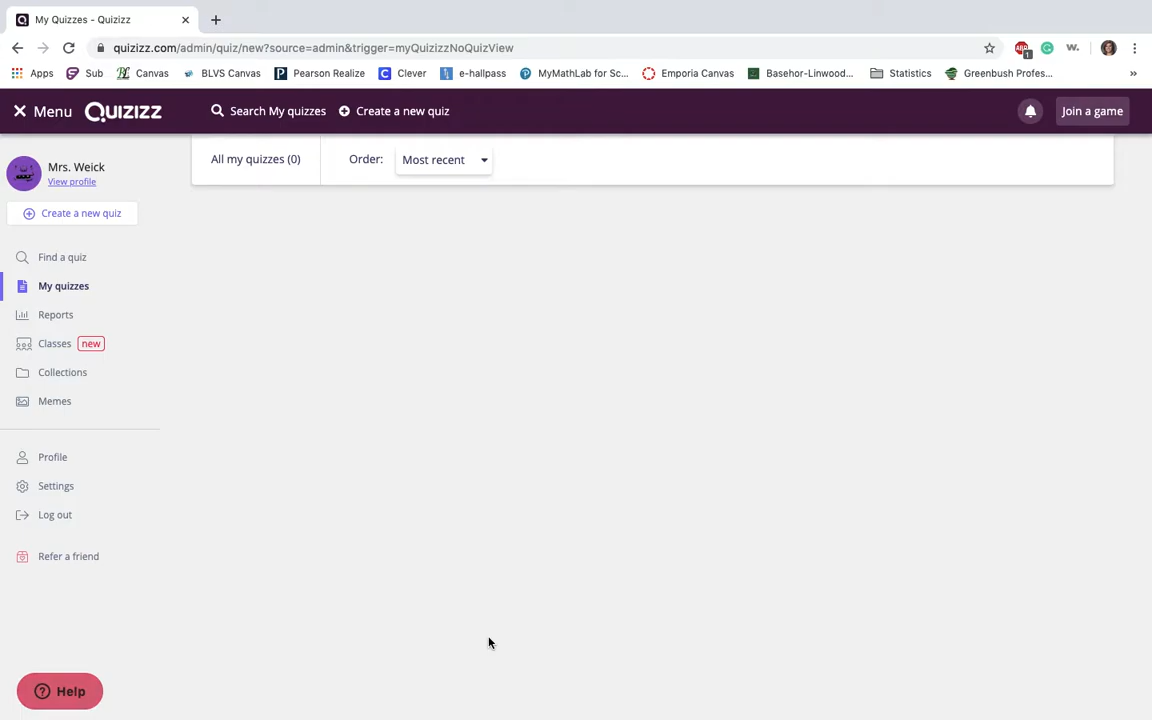 My Quizzes - Quizizz
quizizz.com/admin/quiz/new?source=admin&trigger=myQuizizzNoQuizView
1
w.
Apps Sub Canvas BLVS Canvas Pearson Realize Clever e-hallpass MyMathLab for Sc... Emporia Canvas Basehor-Linwood... Statistics Greenbush Profes... »
Menu QUIZIZZ Search My quizzes Create a new quiz Join a game
Mrs. Weick
View profile
All my quizzes (0) Order: Most recent
Create a new quiz
Find a quiz
My quizzes
Reports
Classes new
Collections
Memes
Profile
Settings
Log out
Refer a friend
Help